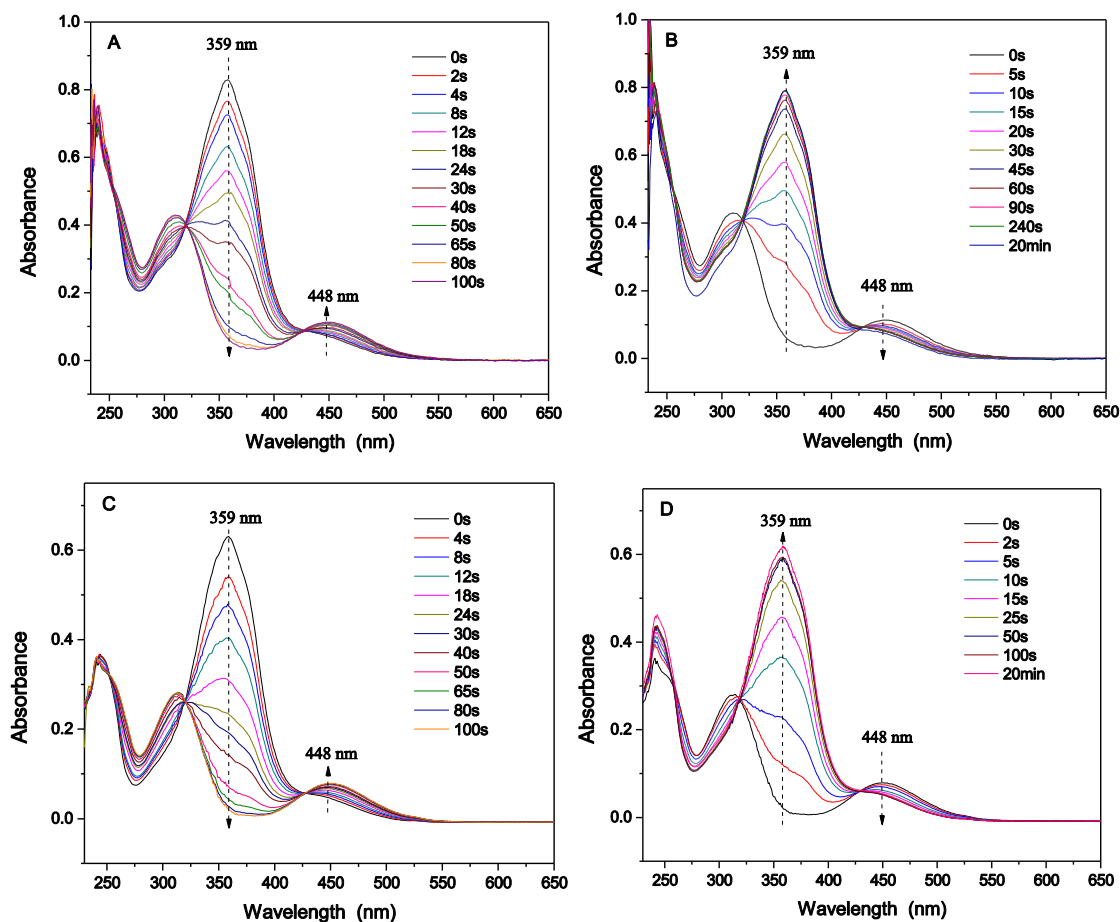 A
359 nm
448 nm
0s
2s
4s
8s
12s
18s
24s
30s
40s
50s
65s
80s
100s
1.0
0.8
0.6
0.4
0.2
0.0
Absorbance
250 300 350 400 450 500 550 600 650
Wavelength (nm)
B
359 nm
448 nm
0s
5s
10s
15s
20s
30s
45s
60s
90s
240s
20min
1.0
0.8
0.6
0.4
0.2
0.0
Absorbance
250 300 350 400 450 500 550 600 650
Wavelength (nm)
C
359 nm
448 nm
0s
4s
8s
12s
18s
24s
30s
40s
50s
65s
80s
100s
0.6
0.4
0.2
0.0
Absorbance
250 300 350 400 450 500 550 600 650
Wavelength (nm)
D
359 nm
448 nm
0s
2s
5s
10s
15s
25s
50s
100s
20min
0.6
0.4
0.2
0.0
Absorbance
250 300 350 400 450 500 550 600 650
Wavelength (nm)